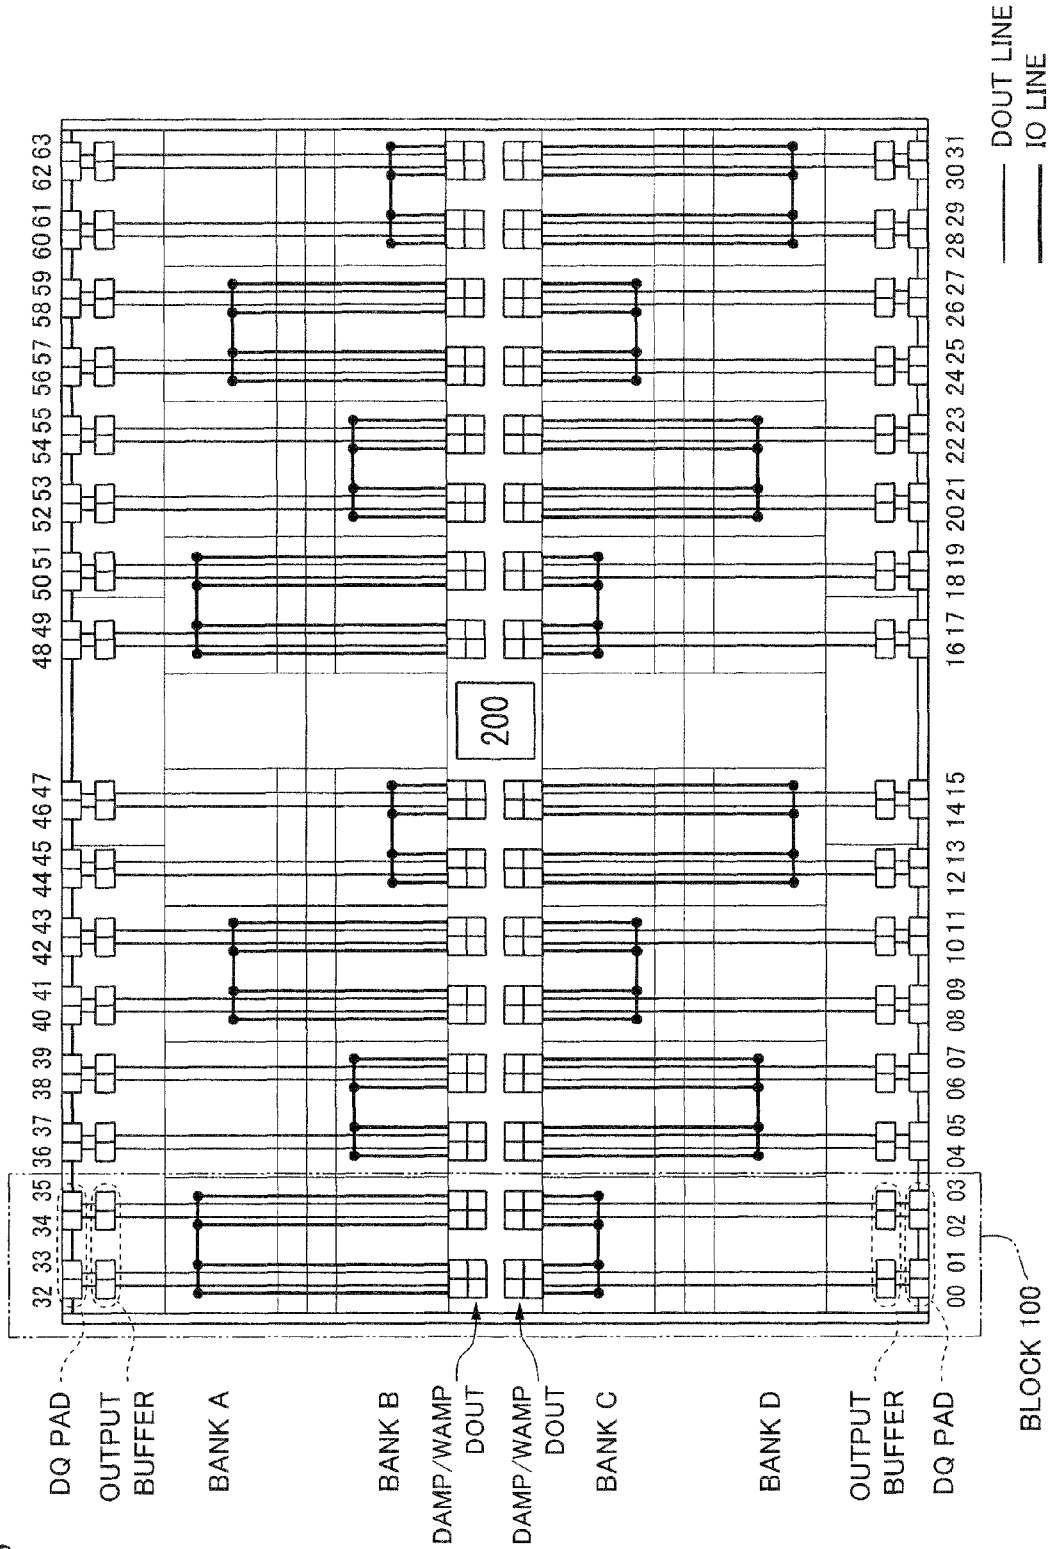 32 33 34 35 36 37 38 39 40 41 42 43 44 45 46 47 48 49 50 51 52 53 54 55 56 57 58 59 60 61 62 63
DQ PAD
OUTPUT
BUFFER
BANK A
BANK B
DAMP/WAMP
DOUT
200
DAMP/WAMP
DOUT
BANK C
BANK D
OUTPUT
BUFFER
DQ PAD
00 01 02 03 04 05 06 07 08 09 10 11 12 13 14 15 16 17 18 19 20 21 22 23 24 25 26 27 28 29 30 31
BLOCK 100
DOUT LINE
IO LINE